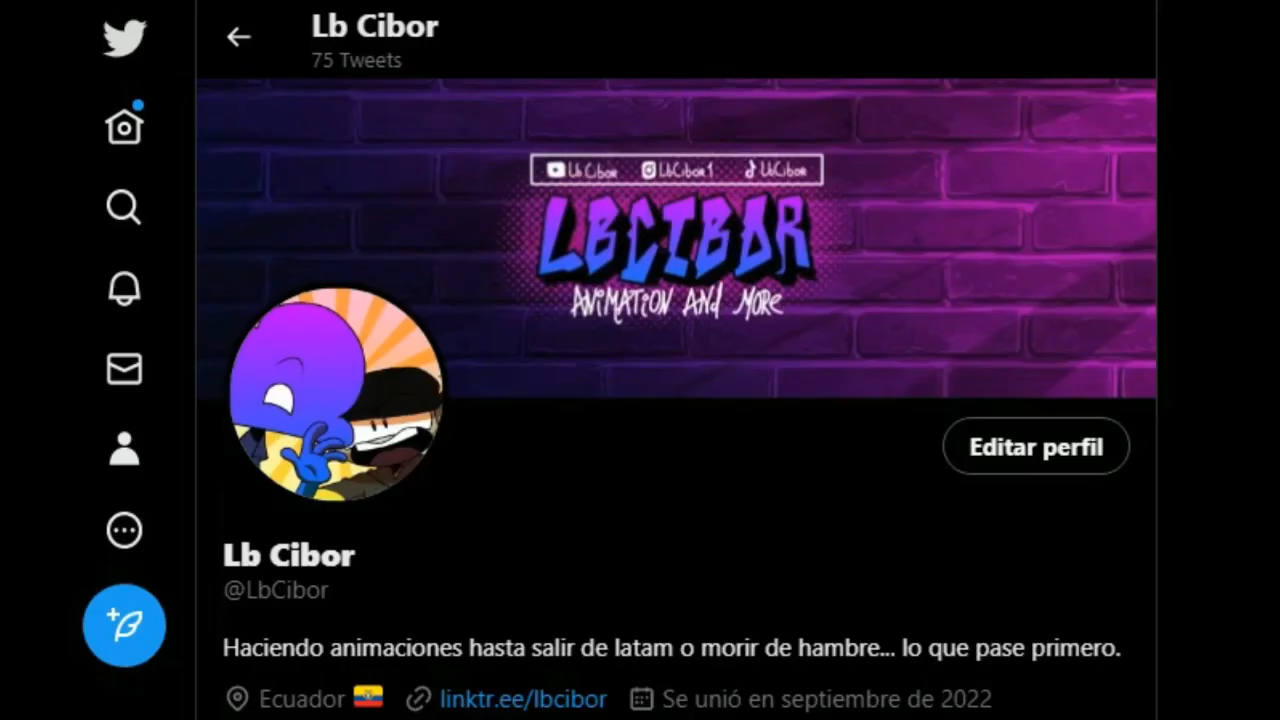 Lb Cibor
75 Tweets
Lb Cibor LbCibor1 LbCibor
LBCIBOR
ANIMATION AND MORE
Editar perfil
Lb Cibor
@LbCibor
Haciendo animaciones hasta salir de latam o morir de hambre... lo que pase primero.
Ecuador linktr.ee/lbcibor Se unió en septiembre de 2022